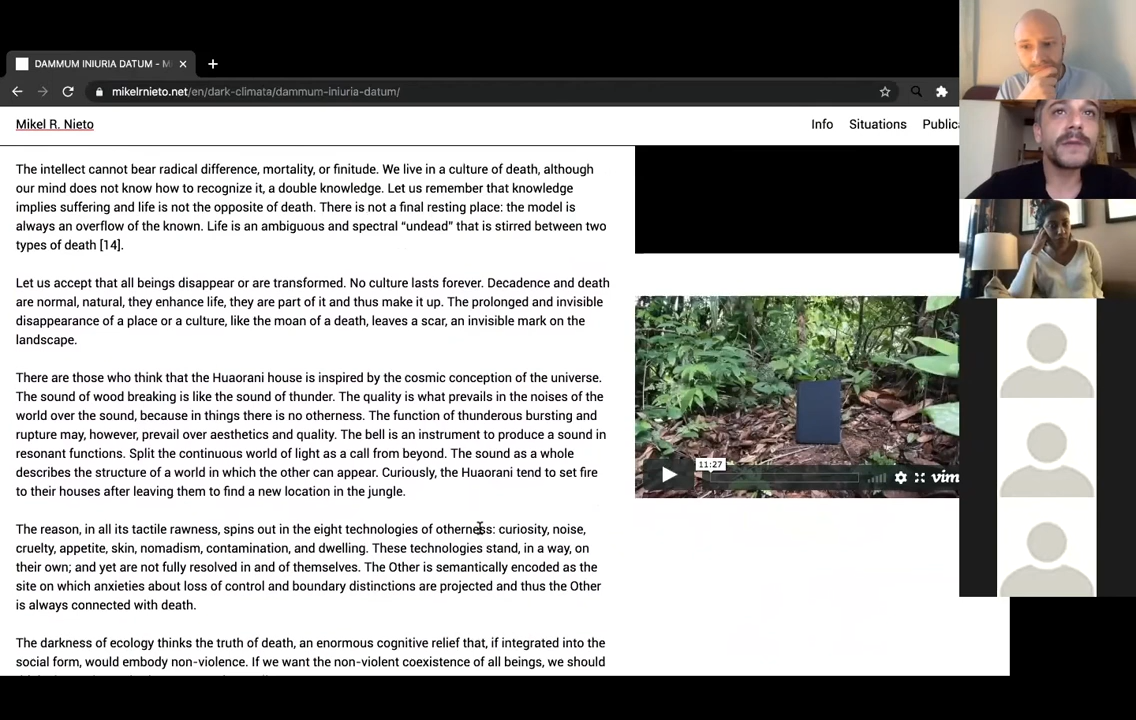 DAMMUM INIURIA DATUM - M
mikelrnieto.net/en/dark-climata/dammum-iniuria-datum/
Mikel R. Nieto
Info Situations Publica
The intellect cannot bear radical difference, mortality, or finitude. We live in a culture of death, although
our mind does not know how to recognize it, a double knowledge. Let us remember that knowledge
implies suffering and life is not the opposite of death. There is not a final resting place: the model is
always an overflow of the known. Life is an ambiguous and spectral “undead” that is stirred between two
types of death [14].
Let us accept that all beings disappear or are transformed. No culture lasts forever. Decadence and death
are normal, natural, they enhance life, they are part of it and thus make it up. The prolonged and invisible
disappearance of a place or a culture, like the moan of a death, leaves a scar, an invisible mark on the
landscape.
There are those who think that the Huaorani house is inspired by the cosmic conception of the universe.
The sound of wood breaking is like the sound of thunder. The quality is what prevails in the noises of the
world over the sound, because in things there is no otherness. The function of thunderous bursting and
rupture may, however, prevail over aesthetics and quality. The bell is an instrument to produce a sound in
resonant functions. Split the continuous world of light as a call from beyond. The sound as a whole
describes the structure of a world in which the other can appear. Curiously, the Huaorani tend to set fire
to their houses after leaving them to find a new location in the jungle.
The reason, in all its tactile rawness, spins out in the eight technologies of otherness: curiosity, noise,
cruelty, appetite, skin, nomadism, contamination, and dwelling. These technologies stand, in a way, on
their own; and yet are not fully resolved in and of themselves. The Other is semantically encoded as the
site on which anxieties about loss of control and boundary distinctions are projected and thus the Other
is always connected with death.
The darkness of ecology thinks the truth of death, an enormous cognitive relief that, if integrated into the
social form, would embody non-violence. If we want the non-violent coexistence of all beings, we should
11:27
vim